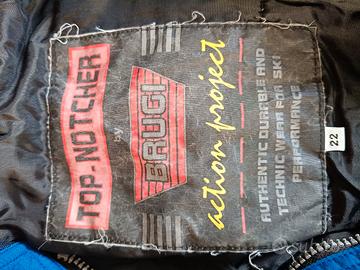 TOP-NOTCHER
by
BRUGI
action project
AUTHENTIC DURABLE AND
TECHNIC WEAR FOR SKI
PERFORMANCE
22